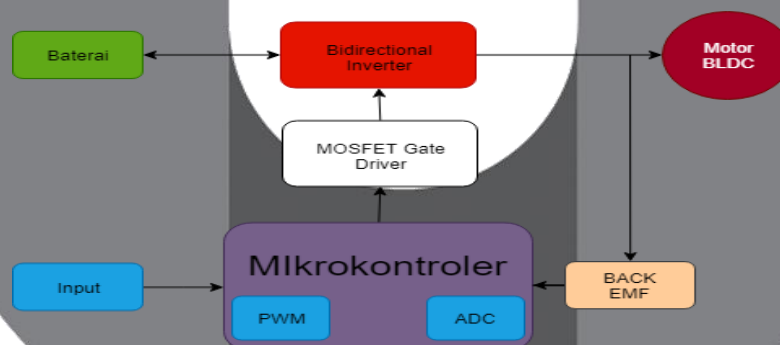 Baterai
Bidirectional
Inverter
Motor
BLDC
MOSFET Gate
Driver
MIkrokontroler
Input
BACK
EMF
PWM
ADC